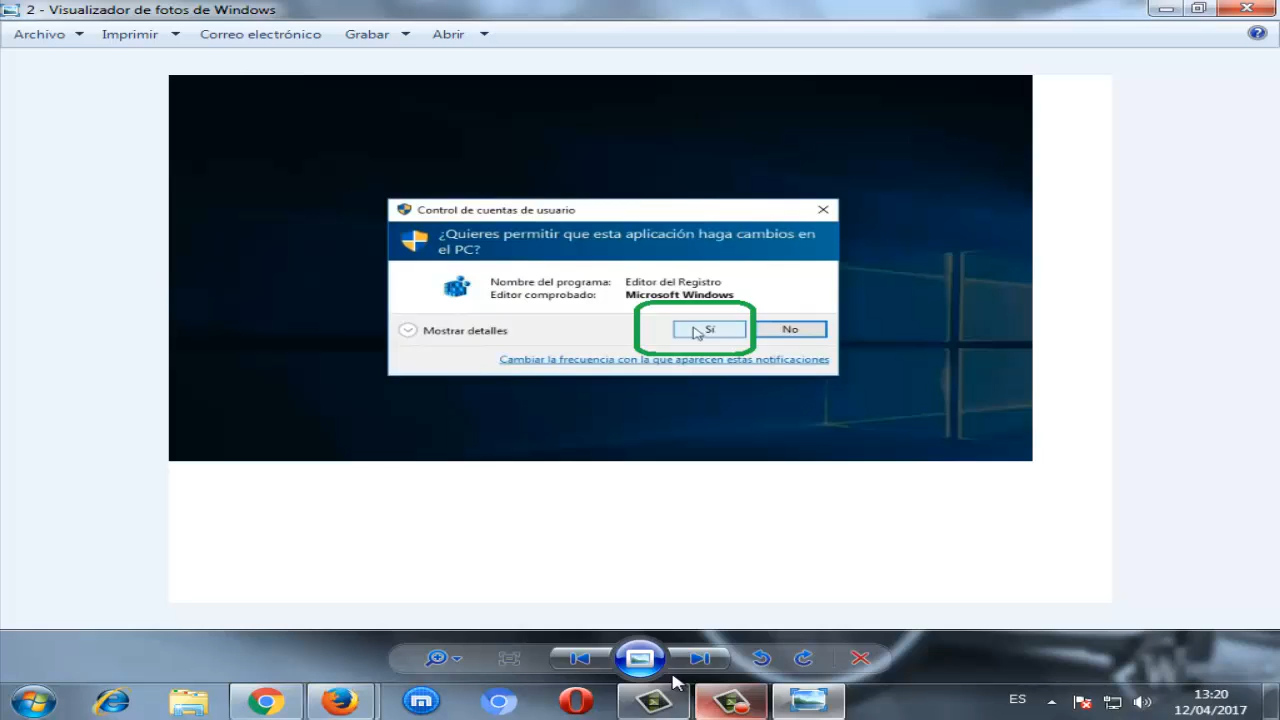 2 - Visualizador de fotos de Windows
Archivo Imprimir Correo electrónico Grabar Abrir
Control de cuentas de usuario
¿Quieres permitir que esta aplicación haga cambios en
el PC?
Nombre del programa: Editor del Registro
Editor comprobado: Microsoft Windows
Mostrar detalles
Sí
No
Cambiar la frecuencia con la que aparecen estas notificaciones
ES
13:20
12/04/2017